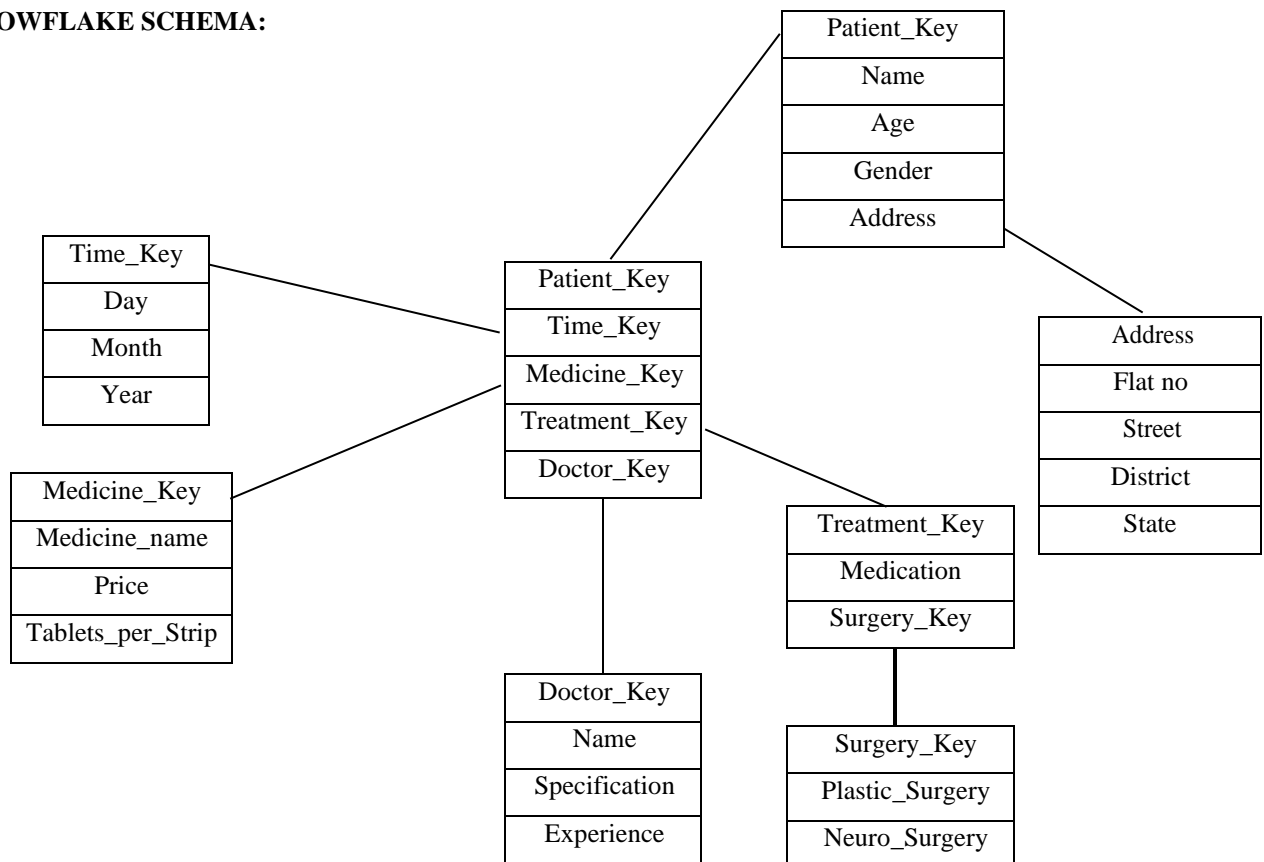 OWFLAKE SCHEMA:
Patient_Key
Name
Age
Gender
Address
Time_Key
Day
Month
Year
Patient_Key
Time_Key
Medicine_Key
Treatment_Key
Doctor_Key
Address
Flat no
Street
District
State
Medicine_Key
Medicine_name
Price
Tablets_per_Strip
Treatment_Key
Medication
Surgery_Key
Doctor_Key
Name
Specification
Experience
Surgery_Key
Plastic_Surgery
Neuro_Surgery